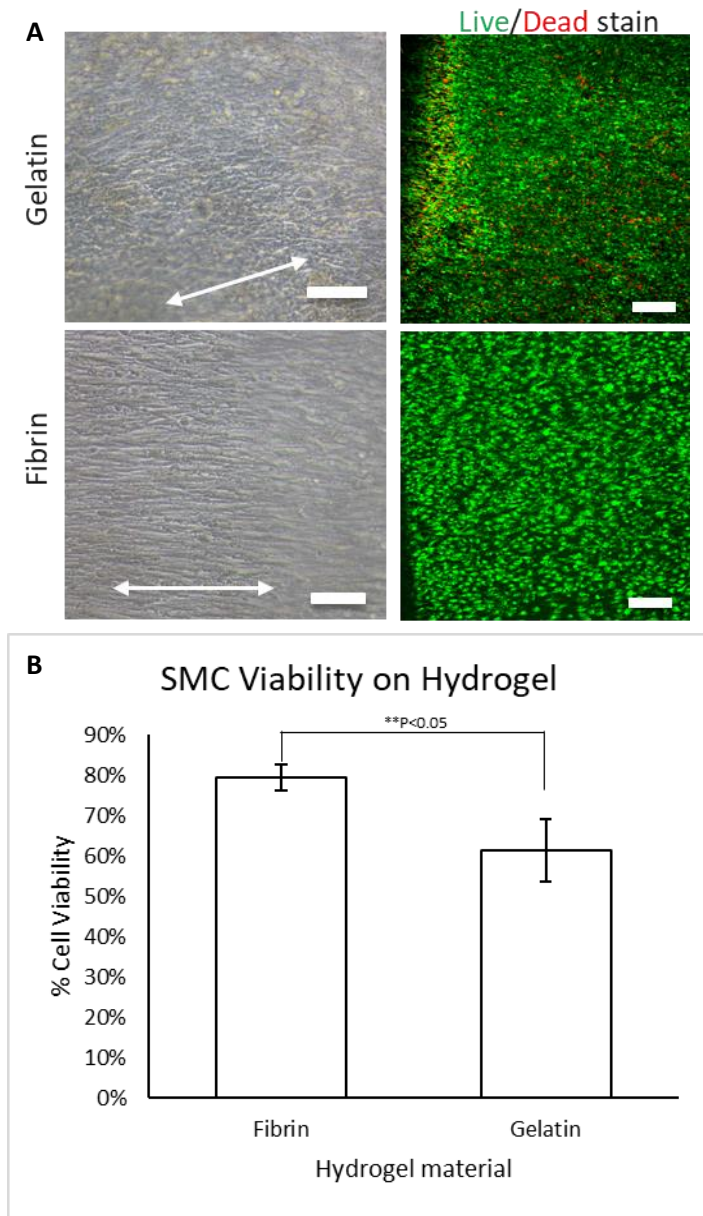 A
Live/Dead stain
Gelatin
Fibrin
B
SMC Viability on Hydrogel
**P<0.05
90%
80%
70%
60%
50%
40%
30%
20%
10%
0%
% Cell Viability
Fibrin
Gelatin
Hydrogel material